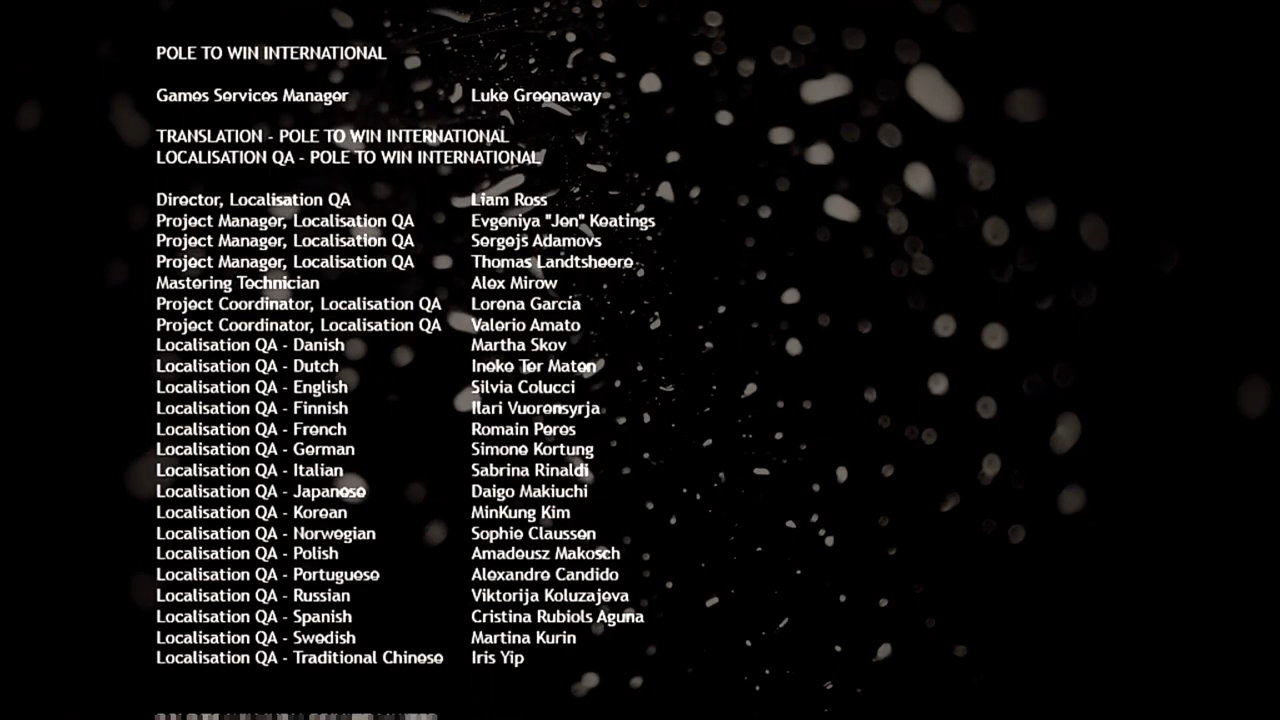 POLE TO WIN INTERNATIONAL
Games Services Manager Luke Greenaway
TRANSLATION - POLE TO WIN INTERNATIONAL
LOCALISATION QA - POLE TO WIN INTERNATIONAL
Director, Localisation QA Liam Ross
Project Manager, Localisation QA Evgeniya "Jen" Keatings
Project Manager, Localisation QA Sergejs Adamovs
Project Manager, Localisation QA Thomas Landtsheere
Mastering Technician Alex Mirow
Project Coordinator, Localisation QA Lorena García
Project Coordinator, Localisation QA Valerio Amato
Localisation QA - Danish Martha Skov
Localisation QA - Dutch Ineke Ter Maten
Localisation QA - English Silvia Colucci
Localisation QA - Finnish Ilari Vuorensyrja
Localisation QA - French Romain Peres
Localisation QA - German Simone Kortung
Localisation QA - Italian Sabrina Rinaldi
Localisation QA - Japanese Daigo Makiuchi
Localisation QA - Korean MinKung Kim
Localisation QA - Norwegian Sophie Claussen
Localisation QA - Polish Amadeusz Makosch
Localisation QA - Portuguese Alexandre Candido
Localisation QA - Russian Viktorija Koluzajeva
Localisation QA - Spanish Cristina Rubiols Aguna
Localisation QA - Swedish Martina Kurin
Localisation QA - Traditional Chinese Iris Yip